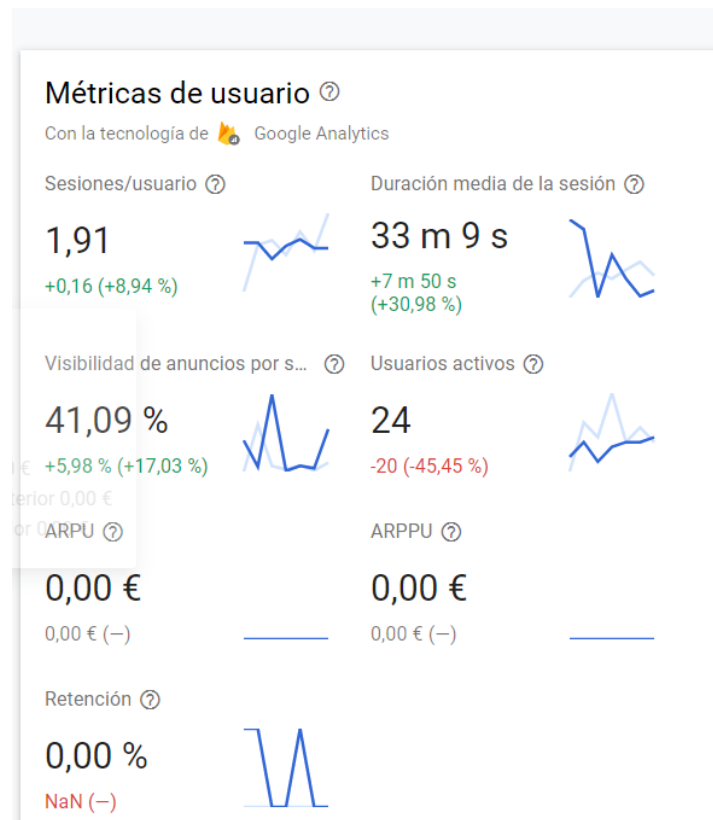 Métricas de usuario
Con la tecnología de Google Analytics
Sesiones/usuario
1,91
+0,16 (+8,94 %)
Duración media de la sesión
33 m 9 s
+7 m 50 s
(+30,98 %)
Visibilidad de anuncios por s...
41,09 %
+5,98 % (+17,03 %)
Usuarios activos
24
-20 (-45,45 %)
€
terior 0,00 €
ARPU
0,00 €
0,00 € (—)
ARPPU
0,00 €
0,00 € (—)
Retención
0,00 %
NaN (—)